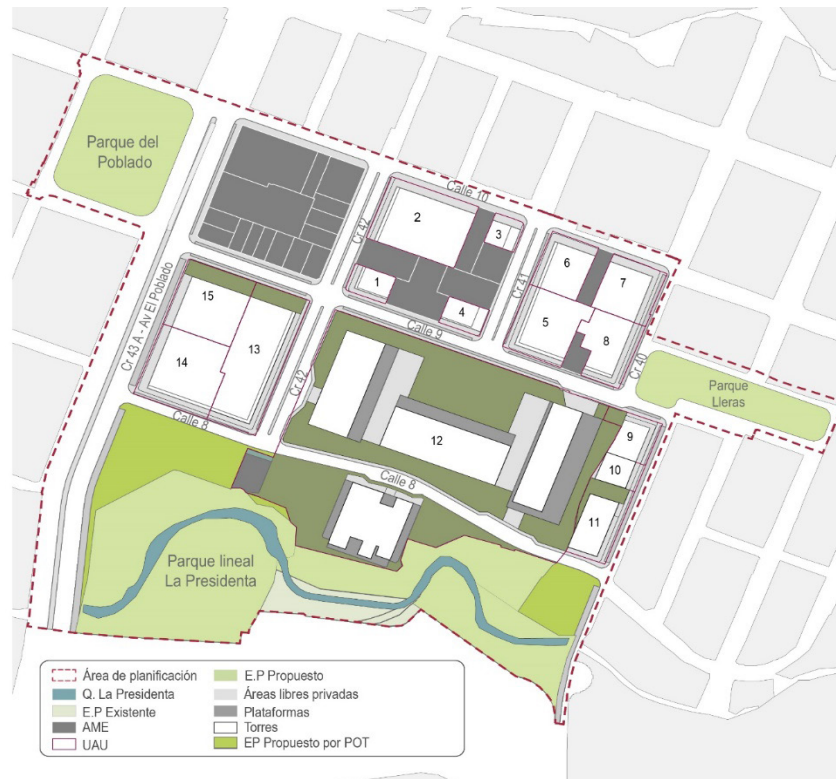 Parque del
Poblado
Calle 10
2
3
Cr 42
Cr 41
1
4
6
7
5
8
Calle 9
Cr 40
Cr 43 A - Av El Poblado
15
13
14
Cr 42
Calle 8
Parque
Lleras
12
9
10
11
Calle 8
Parque lineal
La Presidenta
Área de planificación
Q. La Presidenta
E.P Existente
AME
UAU
E.P Propuesto
Áreas libres privadas
Plataformas
Torres
EP Propuesto por POT